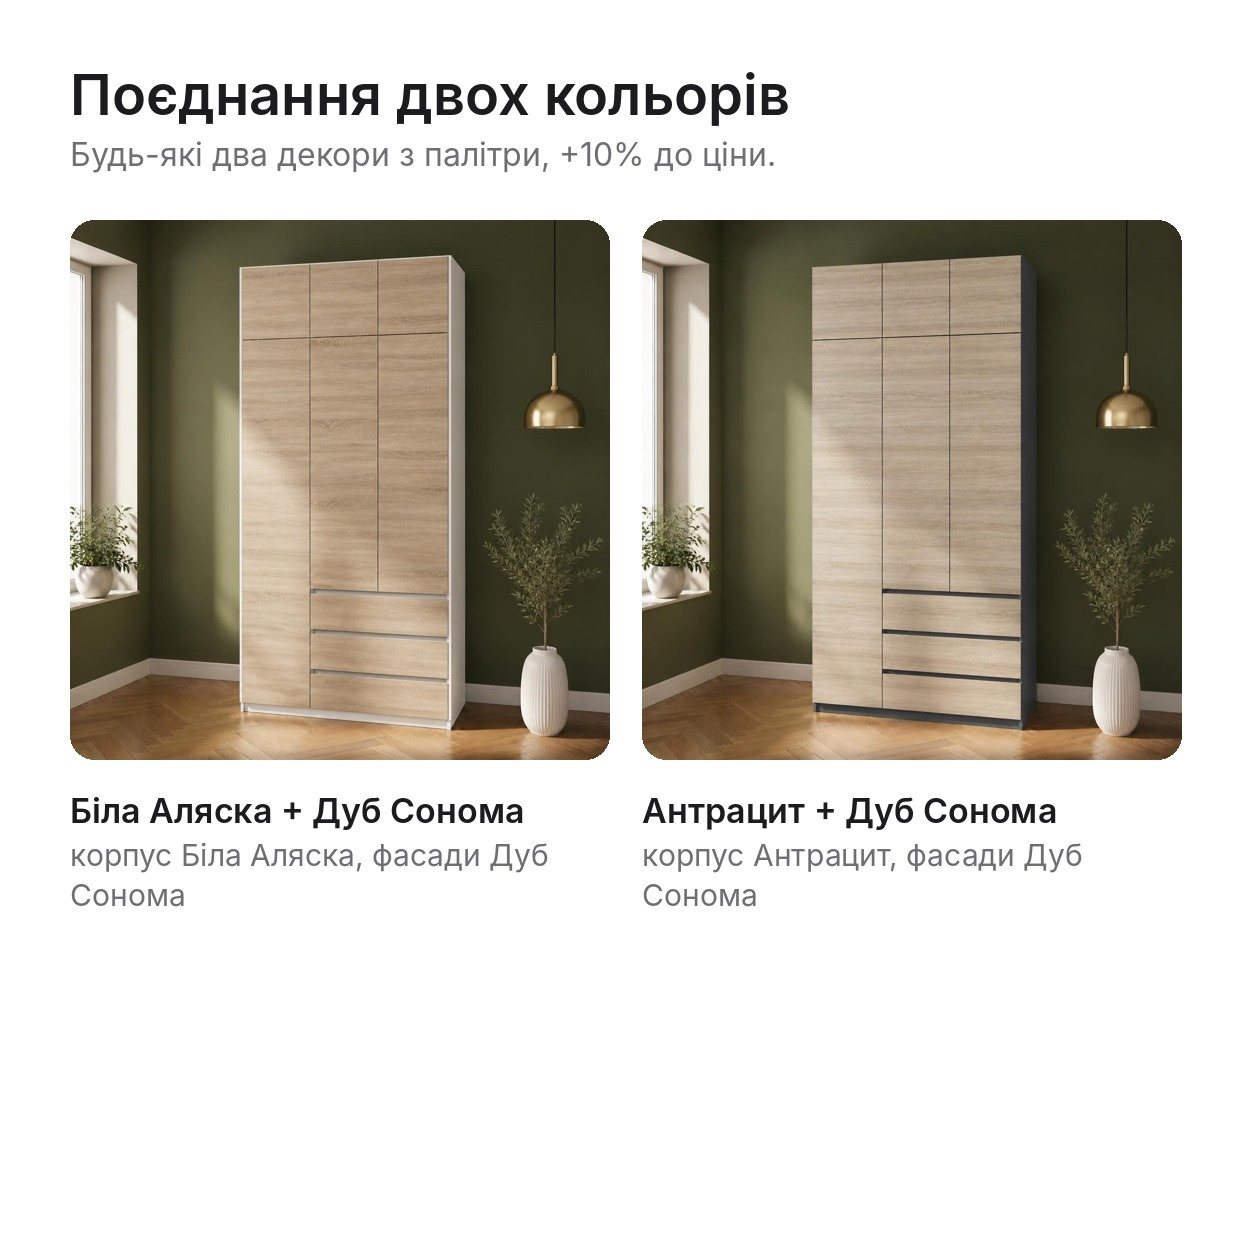 Поєднання двох кольорів
Будь-які два декори з палітри, +10% до ціни.
Біла Аляска + Дуб Сонома
корпус Біла Аляска, фасади Дуб
Сонома
Антрацит + Дуб Сонома
корпус Антрацит, фасади Дуб
Сонома